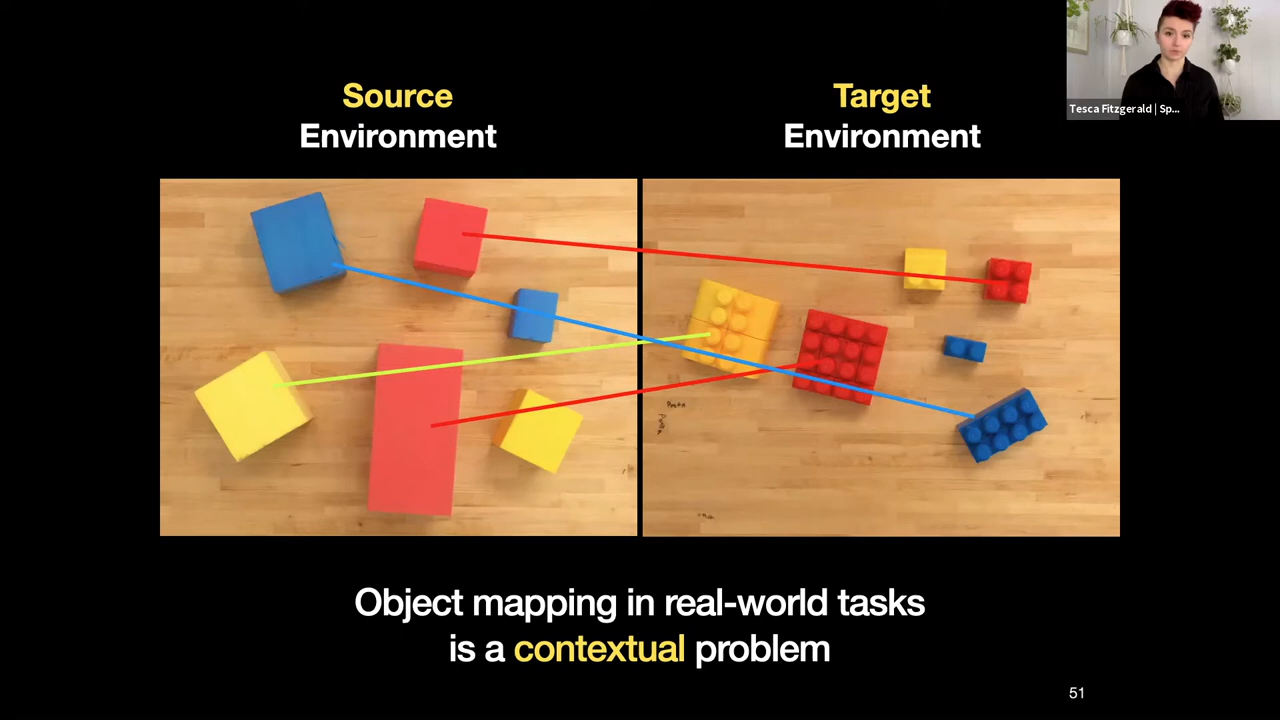 Tesca Fitzgerald | Sp...
Source
Environment
Target
Environment
Object mapping in real-world tasks
is a contextual problem
51